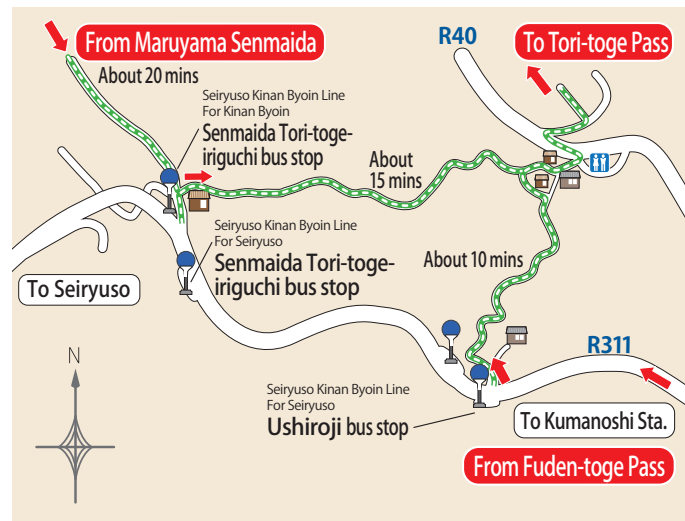 From Maruyama Senmaida
About 20 mins
R40
To Tori-toge Pass
Seiryuso Kinan Byoin Line
For Kinan Byoin
Senmaida Tori-toge-
iriguchi bus stop
About
15 mins
Seiryuso Kinan Byoin Line
For Seiryuso
Senmaida Tori-toge-
iriguchi bus stop
About 10 mins
To Seiryuso
N
R311
Seiryuso Kinan Byoin Line
For Seiryuso
Ushiroji bus stop
To Kumanoshi Sta.
From Fuden-toge Pass